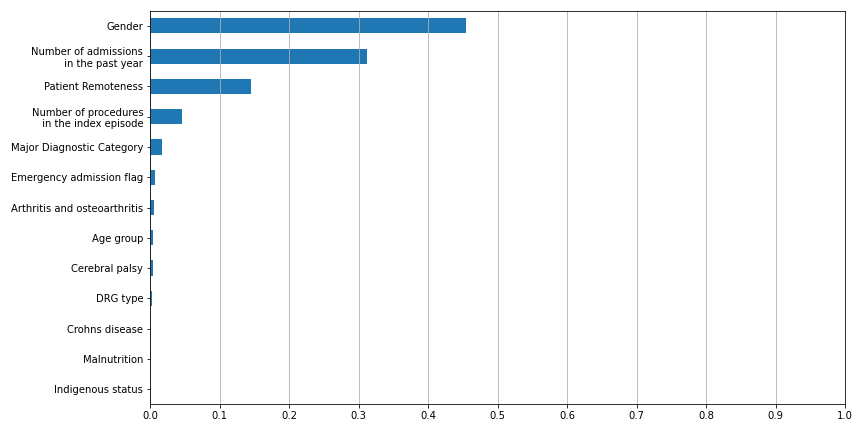 Gender
Number of admissions
in the past year
Patient Remoteness
Number of procedures
in the index episode
Major Diagnostic Category
Emergency admission flag
Arthritis and osteoarthritis
Age group
Cerebral palsy
DRG type
Crohns disease
Malnutrition
Indigenous status
0.0 0.1 0.2 0.3 0.4 0.5 0.6 0.7 0.8 0.9 1.0